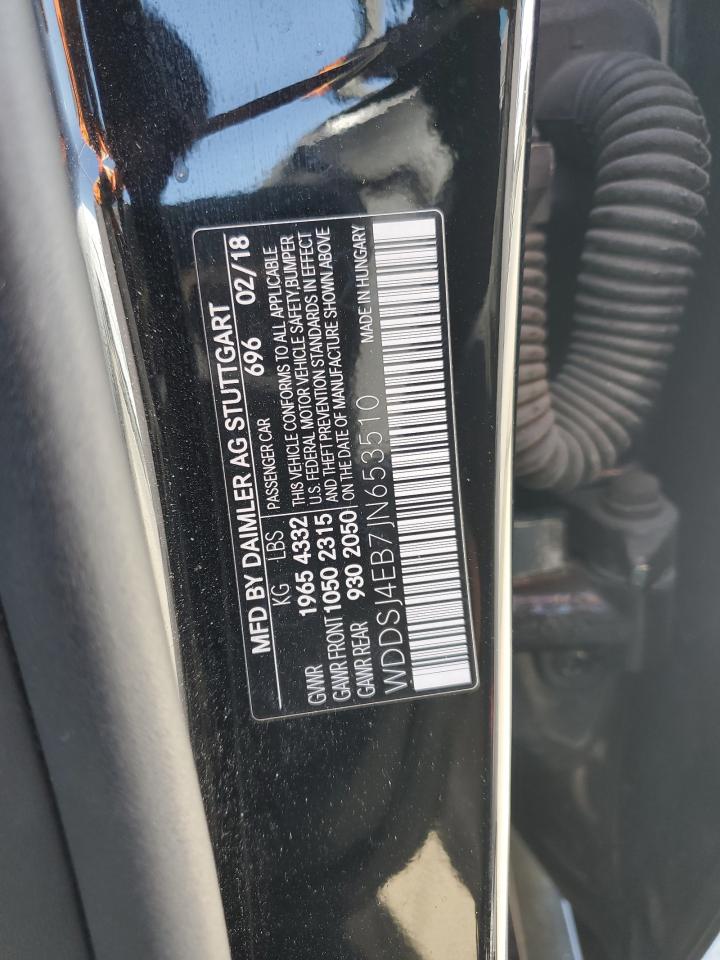 MFD BY DAIMLER AG STUTTGART
696 02/18
KG LBS PASSENGER CAR
GVWR 1965 4332 THIS VEHICLE CONFORMS TO ALL APPLICABLE
U.S. FEDERAL MOTOR VEHICLE SAFETY,BUMPER
GAWR FRONT 1050 2315 AND THEFT PREVENTION STANDARDS IN EFFECT
GAWR REAR 930 2050 ON THE DATE OF MANUFACTURE SHOWN ABOVE
WDDSJ4EB7JN653510 MADE IN HUNGARY